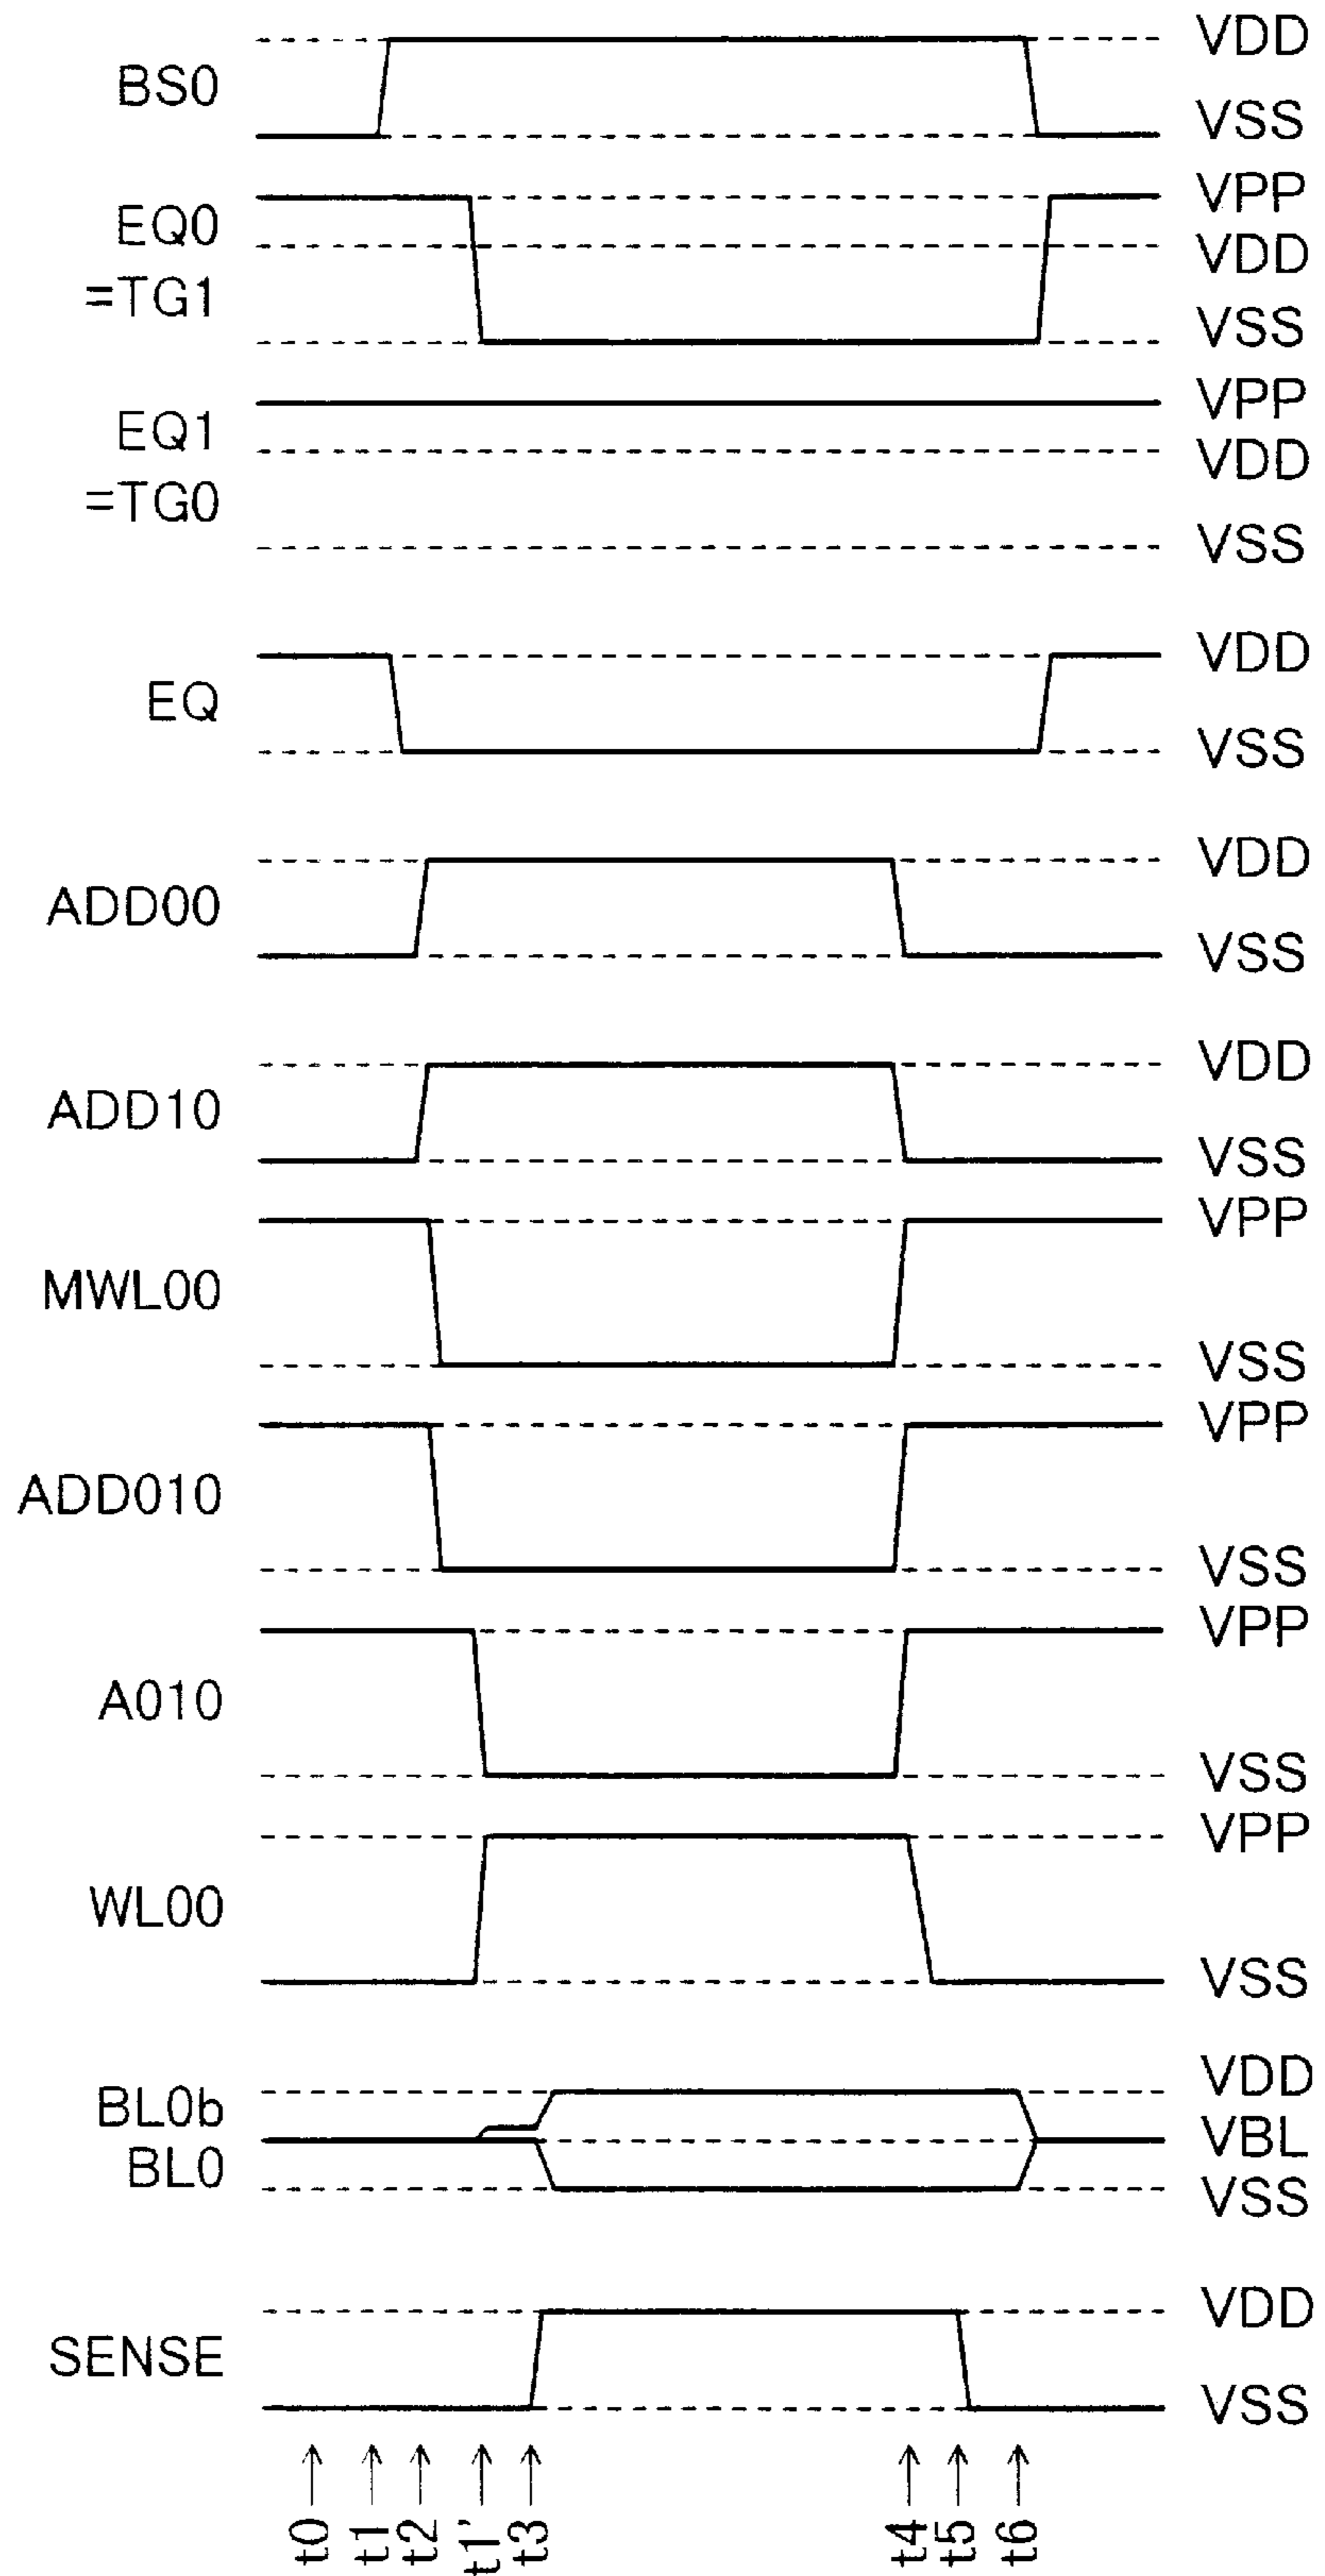 BS0
VDD
VSS
EQ0
=TG1
VPP
VDD
VSS
EQ1
=TG0
VPP
VDD
VSS
EQ
VDD
VSS
ADD00
VDD
VSS
ADD10
VDD
VSS
MWL00
VPP
VSS
ADD010
VPP
VSS
A010
VPP
VSS
WL00
VPP
VSS
BL0b
BL0
VDD
VBL
VSS
SENSE
VDD
VSS
t0
t1
t2
t1'
t3
t4
t5
t6